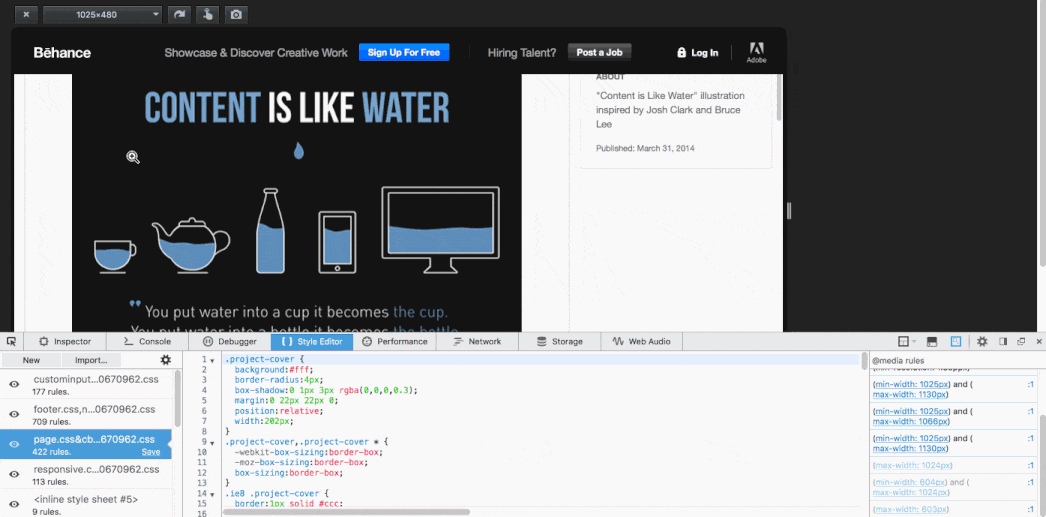 1025×480
Bēhance
Showcase & Discover Creative Work
Sign Up For Free
Hiring Talent?
Post a Job
Log In
Adobe
CONTENT IS LIKE WATER
You put water into a cup it becomes the cup.
You put water into a bottle it becomes the bottle.
ABOUT
"Content is Like Water" illustration
inspired by Josh Clark and Bruce
Lee
Published: March 31, 2014
Inspector
Console
Debugger
Style Editor
Performance
Network
Storage
Web Audio
New
Import...
custominput...0670962.css
177 rules.
footer.css,n...0670962.css
709 rules.
page.css&cb...670962.css
422 rules.
Save
responsive.c...0670962.css
113 rules.
<inline style sheet #5>
9 rules.
1 .project-cover {
2 background:#fff;
3 border-radius:4px;
4 box-shadow:0 1px 3px rgba(0,0,0,0.3);
5 margin:0 22px 22px 0;
6 position:relative;
7 width:202px;
8 }
9 .project-cover,.project-cover * {
10 -webkit-box-sizing:border-box;
11 -moz-box-sizing:border-box;
12 box-sizing:border-box;
13 }
14 .ie8 .project-cover {
15 border:1px solid #ccc;
16
@media rules
(min-width: 1025px) and (
max-width: 1130px)
:1
(min-width: 1025px) and (
max-width: 1066px)
:1
(min-width: 1025px) and (
max-width: 1130px)
:1
(max-width: 1024px)
:1
(min-width: 604px) and (
max-width: 1024px)
:1
(max-width: 603px)
:1